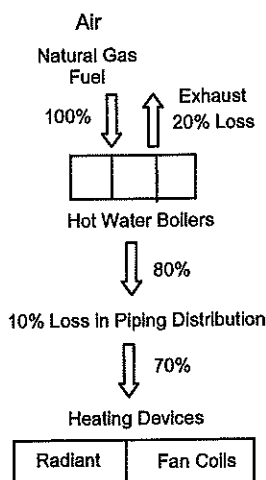 Air
Natural Gas
Fuel
100%
Exhaust
20% Loss
Hot Water Boilers
80%
10% Loss in Piping Distribution
70%
Heating Devices
Radiant
Fan Coils